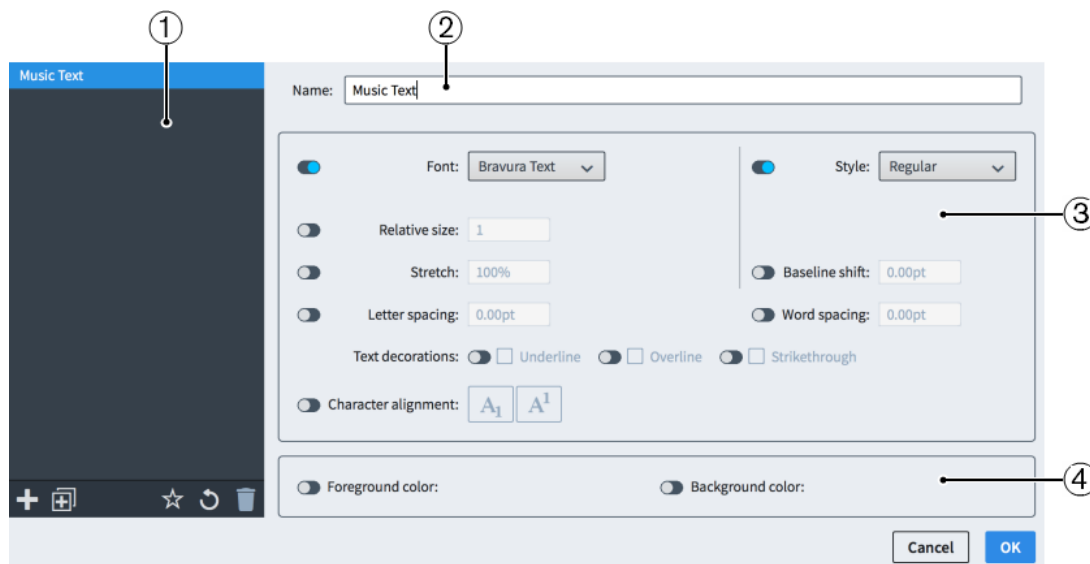 1
2
Music Text
Name: Music Text
Font: Bravura Text
Style: Regular
3
Relative size: 1
Stretch: 100%
Baseline shift: 0.00pt
Letter spacing: 0.00pt
Word spacing: 0.00pt
Text decorations: Underline Overline Strikethrough
Character alignment: A1 A1
Foreground color:
Background color:
4
Cancel
OK